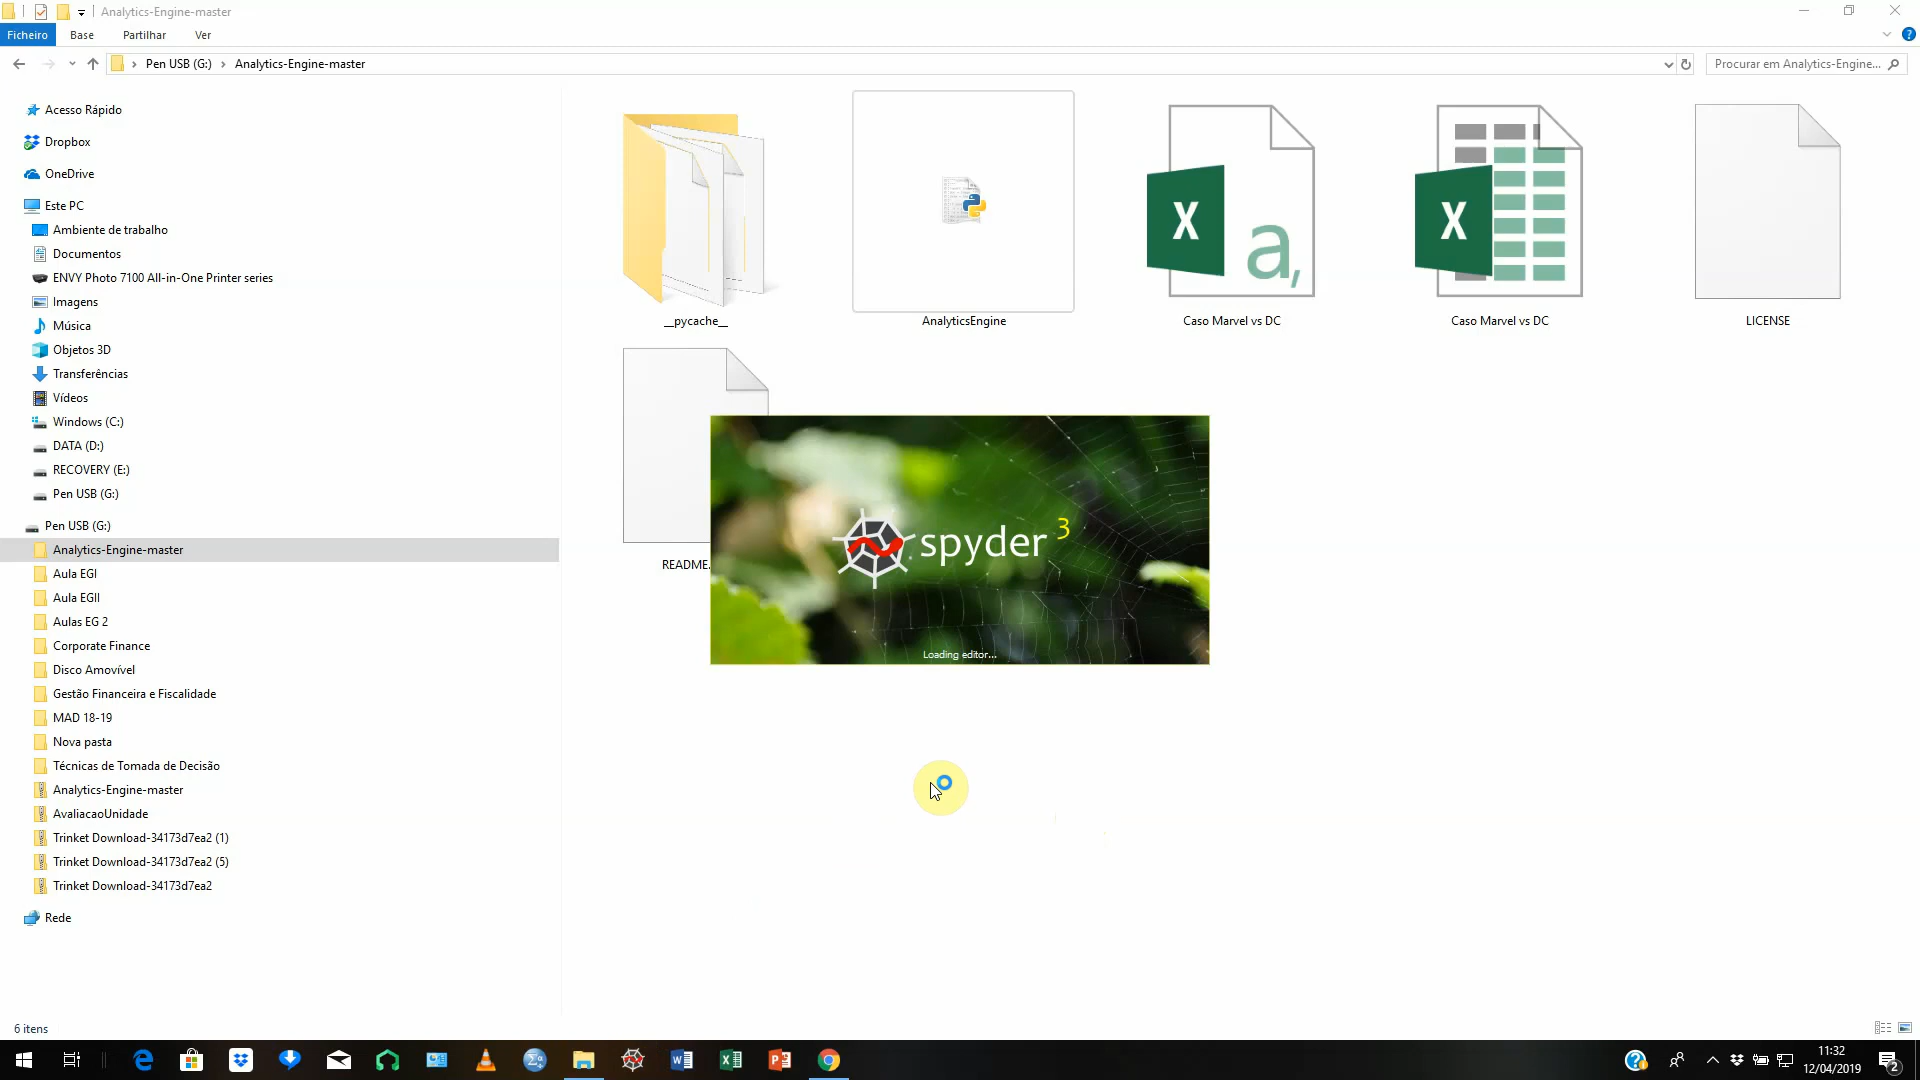 Analytics-Engine-master
Ficheiro Base Partilhar Ver
Pen USB (G:) Analytics-Engine-master Procurar em Analytics-Engine...
Acesso Rápido
Dropbox
OneDrive
Este PC
Ambiente de trabalho
Documentos
ENVY Photo 7100 All-in-One Printer series
Imagens
Música
Objetos 3D
Transferências
Vídeos
Windows (C:)
DATA (D:)
RECOVERY (E:)
Pen USB (G:)
Pen USB (G:)
Analytics-Engine-master
Aula EGI
Aula EGII
Aulas EG 2
Corporate Finance
Disco Amovível
Gestão Financeira e Fiscalidade
MAD 18-19
Nova pasta
Técnicas de Tomada de Decisão
Analytics-Engine-master
AvaliacaoUnidade
Trinket Download-34173d7ea2 (1)
Trinket Download-34173d7ea2 (5)
Trinket Download-34173d7ea2
Rede
X a,
X
__pycache__ AnalyticsEngine Caso Marvel vs DC Caso Marvel vs DC LICENSE
README.
spyder 3
Loading editor...
6 itens
11:32
12/04/2019
2